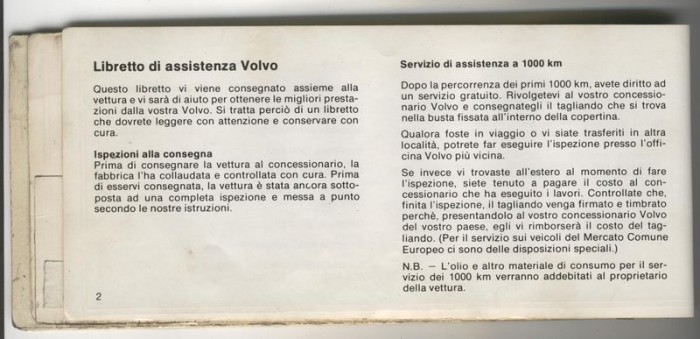 Libretto di assistenza Volvo
Questo libretto vi viene consegnato assieme alla
vettura e vi sarà di aiuto per ottenere le migliori presta-
zioni dalla vostra Volvo. Si tratta perciò di un libretto
che dovrete leggere con attenzione e conservare con
cura.
Ispezioni alla consegna
Prima di consegnare la vettura al concessionario, la
fabbrica l'ha collaudata e controllata con cura. Prima
di esservi consegnata, la vettura è stata ancora sotto-
posta ad una completa ispezione e messa a punto
secondo le nostre istruzioni.
2
Servizio di assistenza a 1000 km
Dopo la percorrenza dei primi 1000 km, avete diritto ad
un servizio gratuito. Rivolgetevi al vostro concessio-
nario Volvo e consegnategli il tagliando che si trova
nella busta fissata all'interno della copertina.
Qualora foste in viaggio o vi siate trasferiti in altra
località, potrete far eseguire l'ispezione presso l'offi-
cina Volvo più vicina.
Se invece vi trovaste all'estero al momento di fare
l'ispezione, siete tenuto a pagare il costo al con-
cessionario che ha eseguito i lavori. Controllate che,
finita l'ispezione, il tagliando venga firmato e timbrato
perchè, presentandolo al vostro concessionario Volvo
del vostro paese, egli vi rimborserà il costo del tag-
liando. (Per il servizio sui veicoli del Mercato Comune
Europeo ci sono delle disposizioni speciali.)
N.B. — L'olio e altro materiale di consumo per il ser-
vizio dei 1000 km verranno addebitati al proprietario
della vettura.